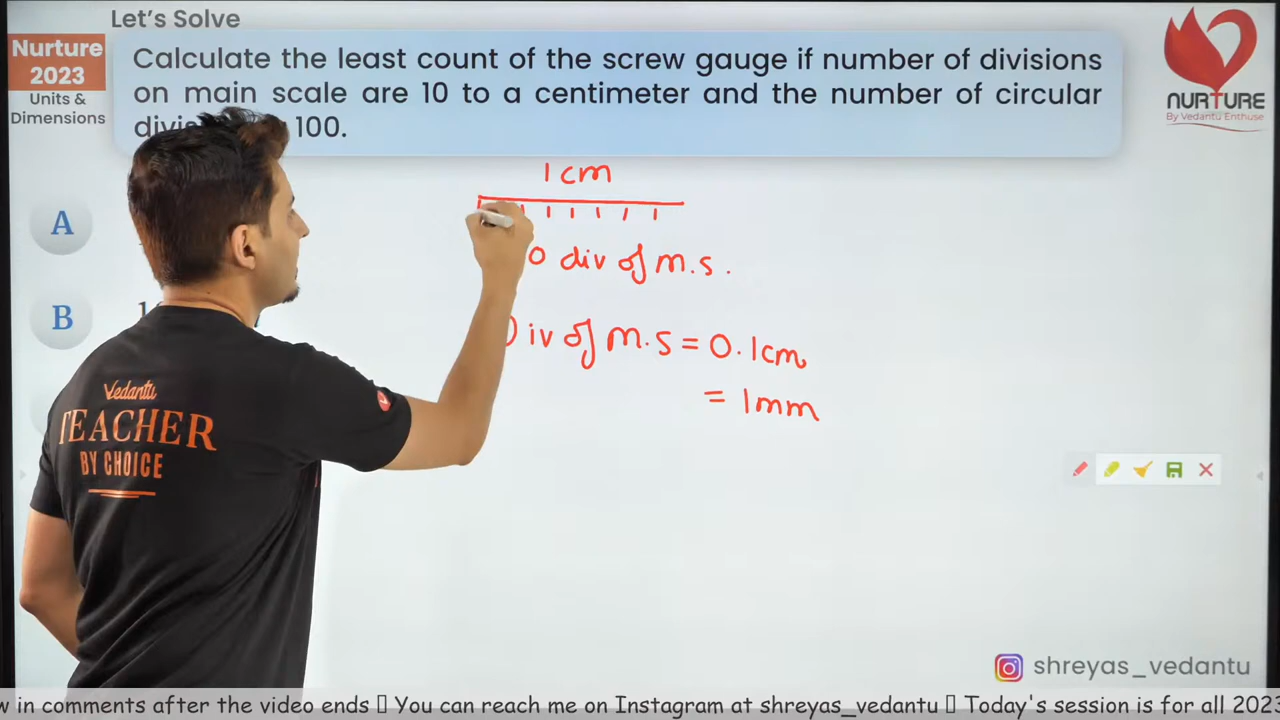 Let's Solve
Nurture
2023
Units &
Dimensions
Calculate the least count of the screw gauge if number of divisions
on main scale are 10 to a centimeter and the number of circular
100.
NURTURE
By Vedantu Enthuse
1 cm
div of M.S.
A
B
Div of M.S = 0.1cm
= 1mm
Vedantu
TEACHER
BY CHOICE
shreyas_vedantu
in comments after the video ends ▯ You can reach me on Instagram at shreyas_vedantu ▯ Today's session is for all